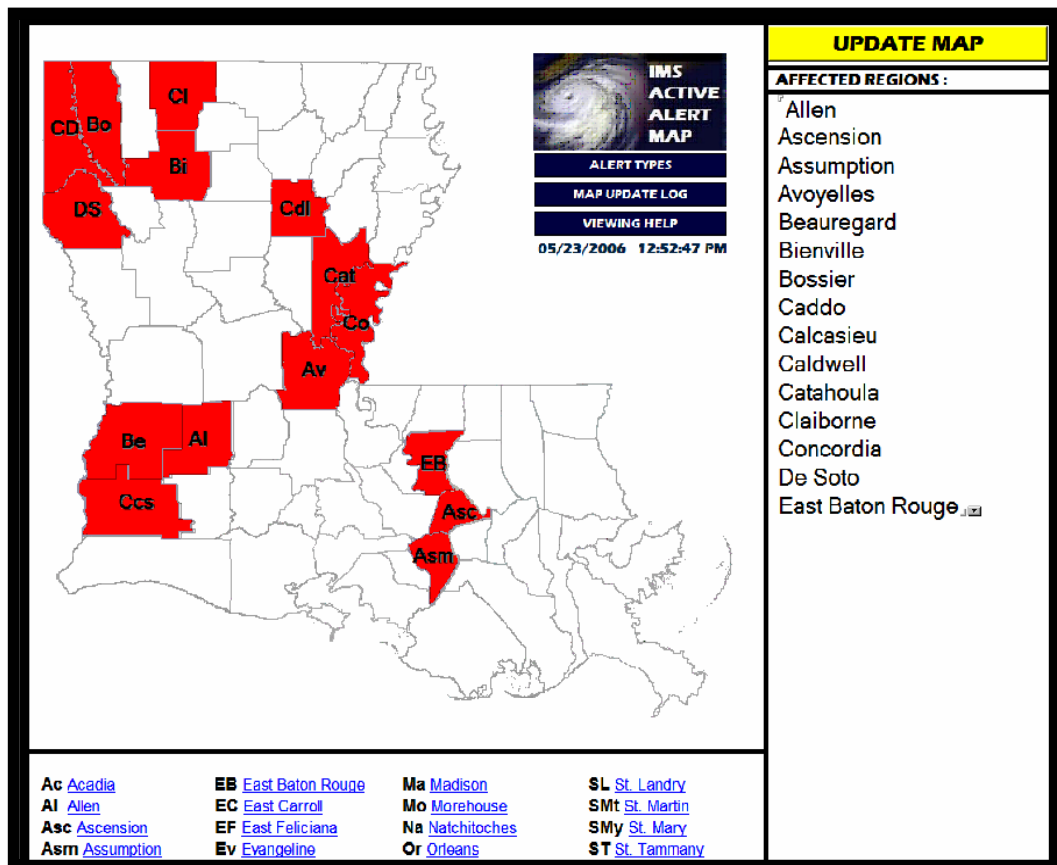 UPDATE MAP
AFFECTED REGIONS :
Allen
Ascension
Assumption
Avoyelles
Beauregard
Bienville
Bossier
Caddo
Calcasieu
Caldwell
Catahoula
Claiborne
Concordia
De Soto
East Baton Rouge
IMS
ACTIVE
ALERT
MAP
ALERT TYPES
MAP UPDATE LOG
VIEWING HELP
05/23/2006 12:52:47 PM
Cl
CD Bo
Bi
DS
Cdl
Cat
Co
Av
Be Al
Ccs
EB
Asc
Asm
Ac Acadia
Al Allen
Asc Ascension
Asm Assumption
EB East Baton Rouge
EC East Carroll
EF East Feliciana
Ev Evangeline
Ma Madison
Mo Morehouse
Na Natchitoches
Or Orleans
SL St. Landry
SMt St. Martin
SMy St. Mary
ST St. Tammany